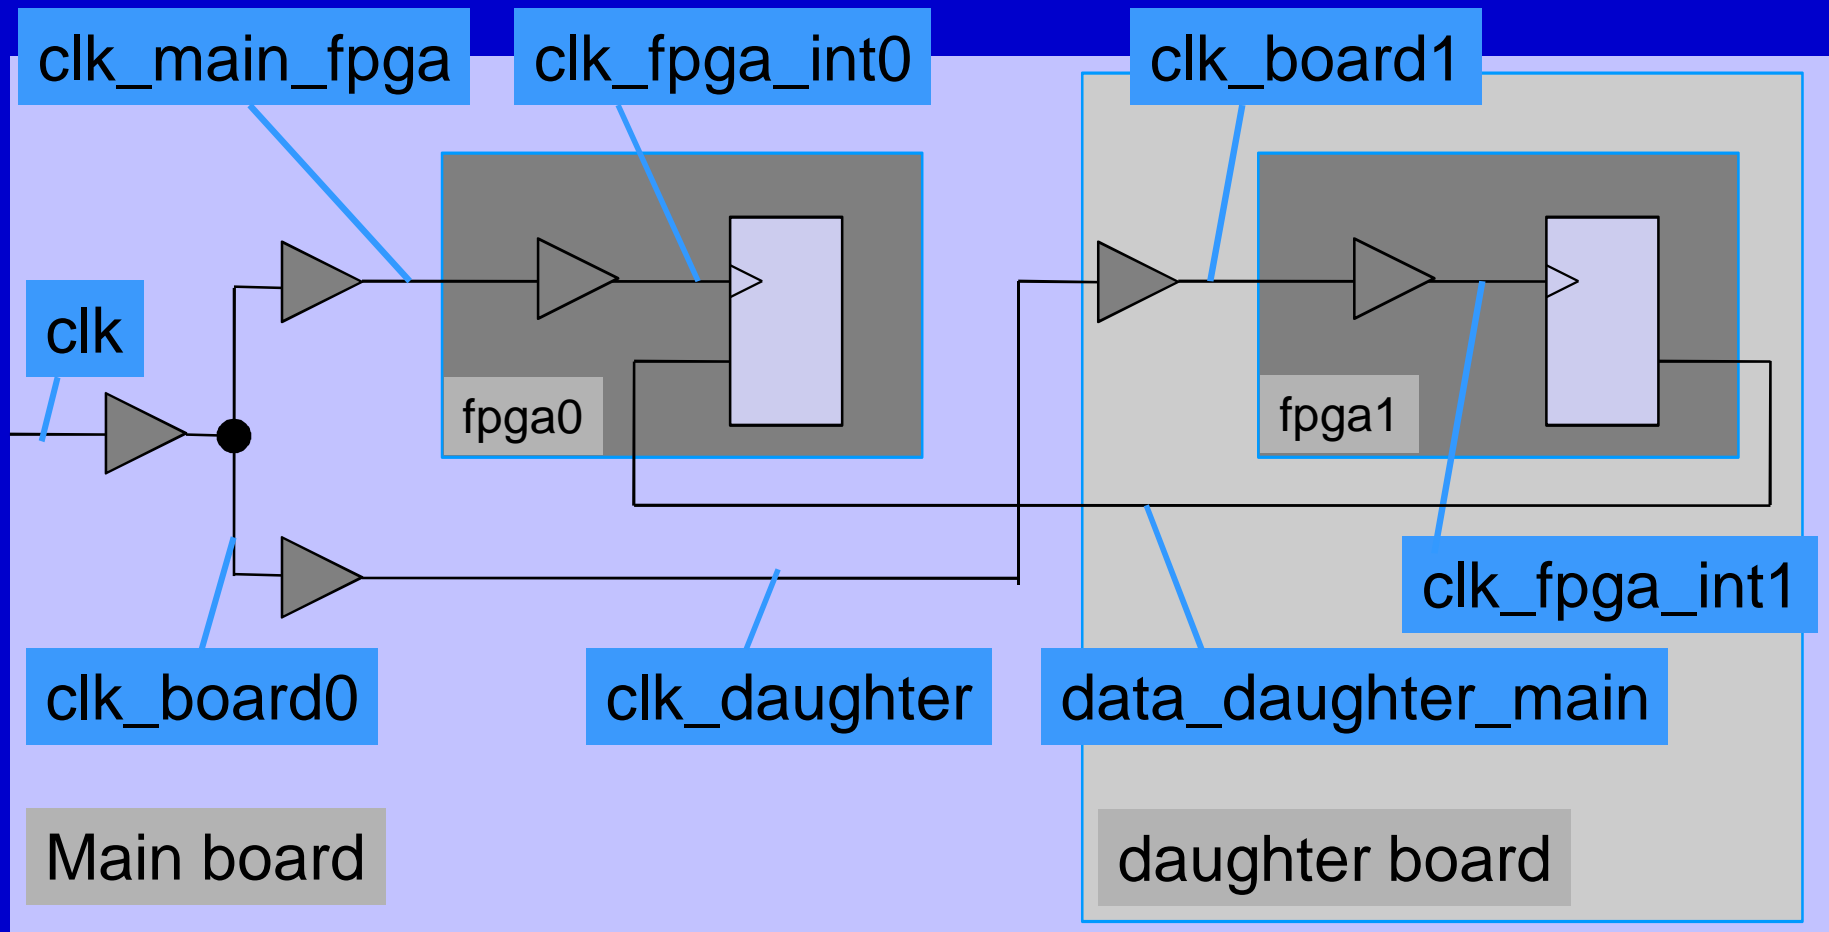 clk_main_fpga
clk_fpga_int0
clk_board1
clk
fpga0
fpga1
clk_fpga_int1
clk_board0
clk_daughter
data_daughter_main
Main board
daughter board